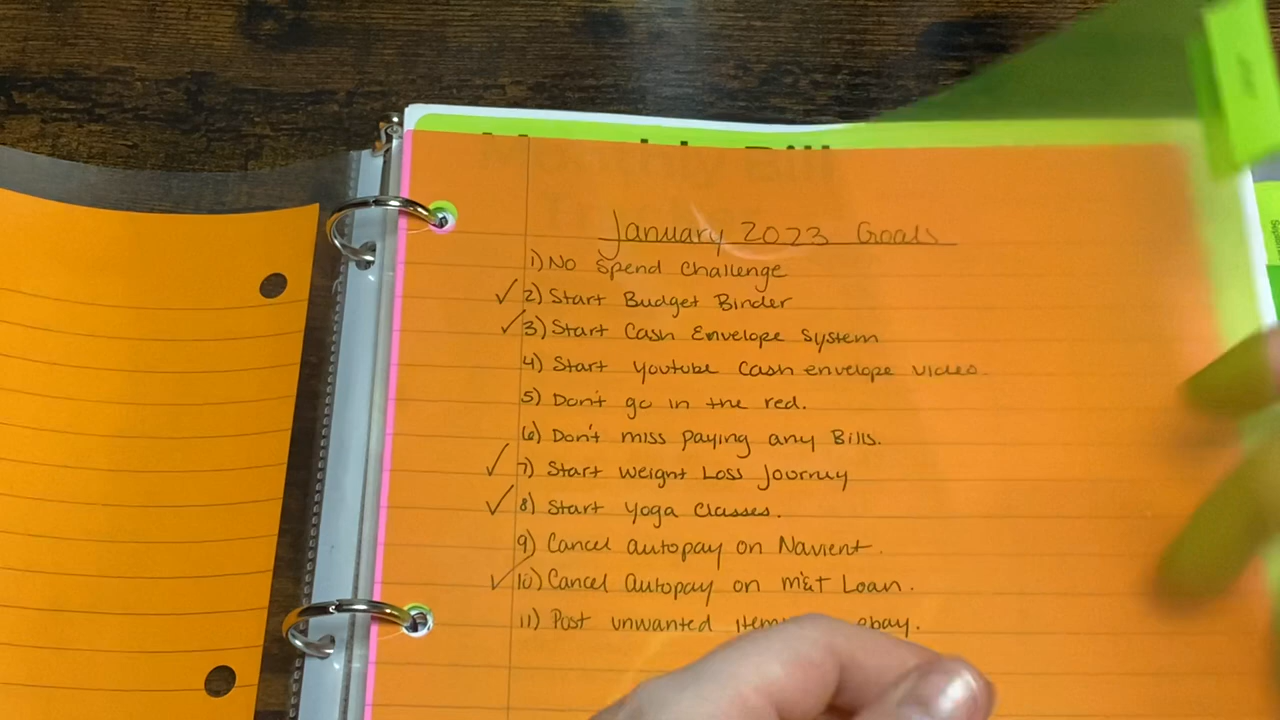 Monthly Bill
January 2023 Goals
1) No Spend Challenge
✓ 2) Start Budget Binder
✓ 3) Start Cash Envelope System
4) Start Youtube Cash envelope video.
5) Don't go in the red.
6) Don't miss paying any Bills.
✓ 7) Start Weight Loss Journey
✓ 8) Start Yoga Classes.
9) Cancel autopay on Navient.
✓ 10) Cancel Autopay on M&T Loan.
11) Post unwanted item ebay.